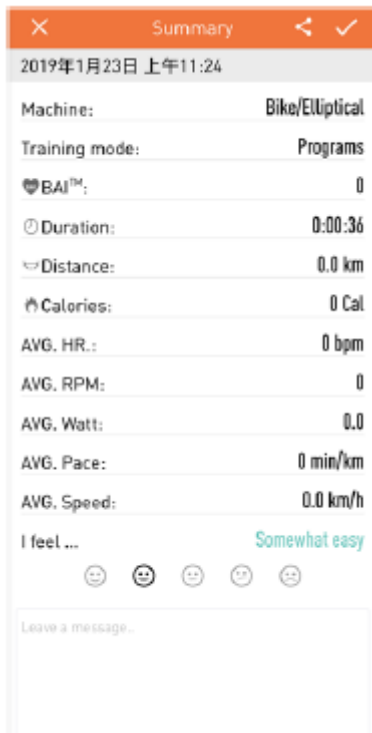 Summary
2019年1月23日 上午11:24
Machine: Bike/Elliptical
Training mode: Programs
BAI™: 0
Duration: 0:00:36
Distance: 0.0 km
Calories: 0 Cal
AVG. HR.: 0 bpm
AVG. RPM: 0
AVG. Watt: 0.0
AVG. Pace: 0 min/km
AVG. Speed: 0.0 km/h
I feel ... Somewhat easy
Leave a message..